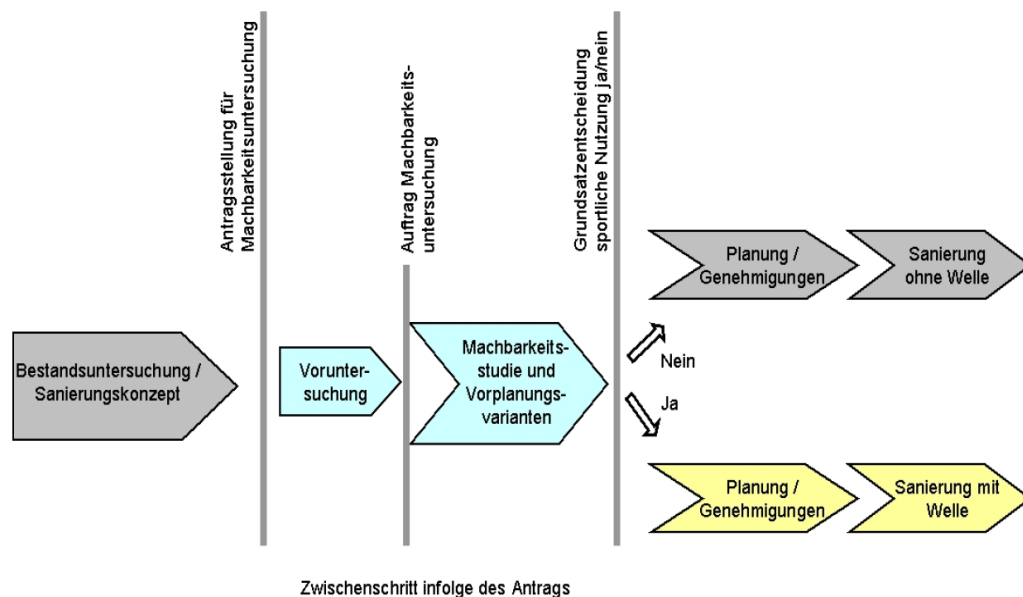 Antragsstellung für
Machbarkeitsuntersuchung
Auftrag Machbarkeits-
untersuchung
Grundsatzentscheidung
sportliche Nutzung ja/nein
Bestandsuntersuchung /
Sanierungskonzept
Vorunter-
suchung
Machbarkeits-
studie und
Vorplanungs-
varianten
Nein
Ja
Planung /
Genehmigungen
Sanierung
ohne Welle
Planung /
Genehmigungen
Sanierung mit
Welle
Zwischenschritt infolge des Antrags